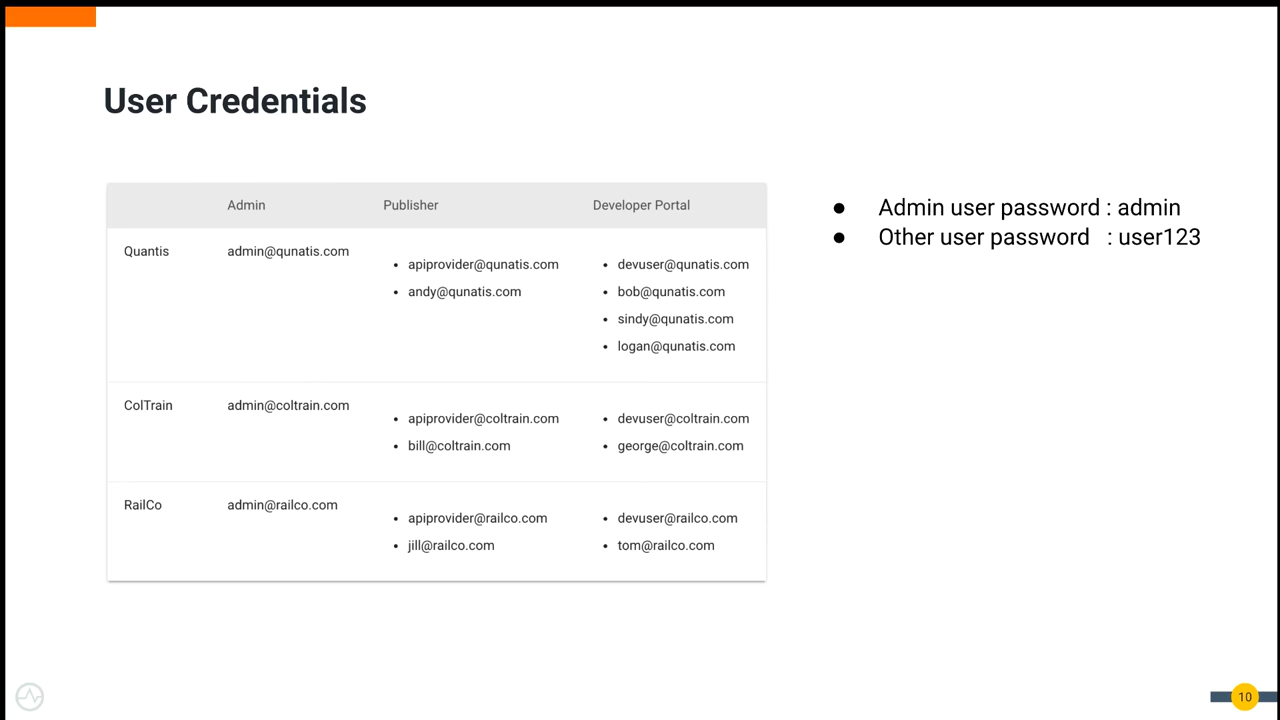 User Credentials
Admin Publisher Developer Portal
Quantis admin@qunatis.com
• apiprovider@qunatis.com • devuser@qunatis.com
• andy@qunatis.com • bob@qunatis.com
• sindy@qunatis.com
• logan@qunatis.com
ColTrain admin@coltrain.com
• apiprovider@coltrain.com • devuser@coltrain.com
• bill@coltrain.com • george@coltrain.com
RailCo admin@railco.com
• apiprovider@railco.com • devuser@railco.com
• jill@railco.com • tom@railco.com
● Admin user password : admin
● Other user password : user123
10